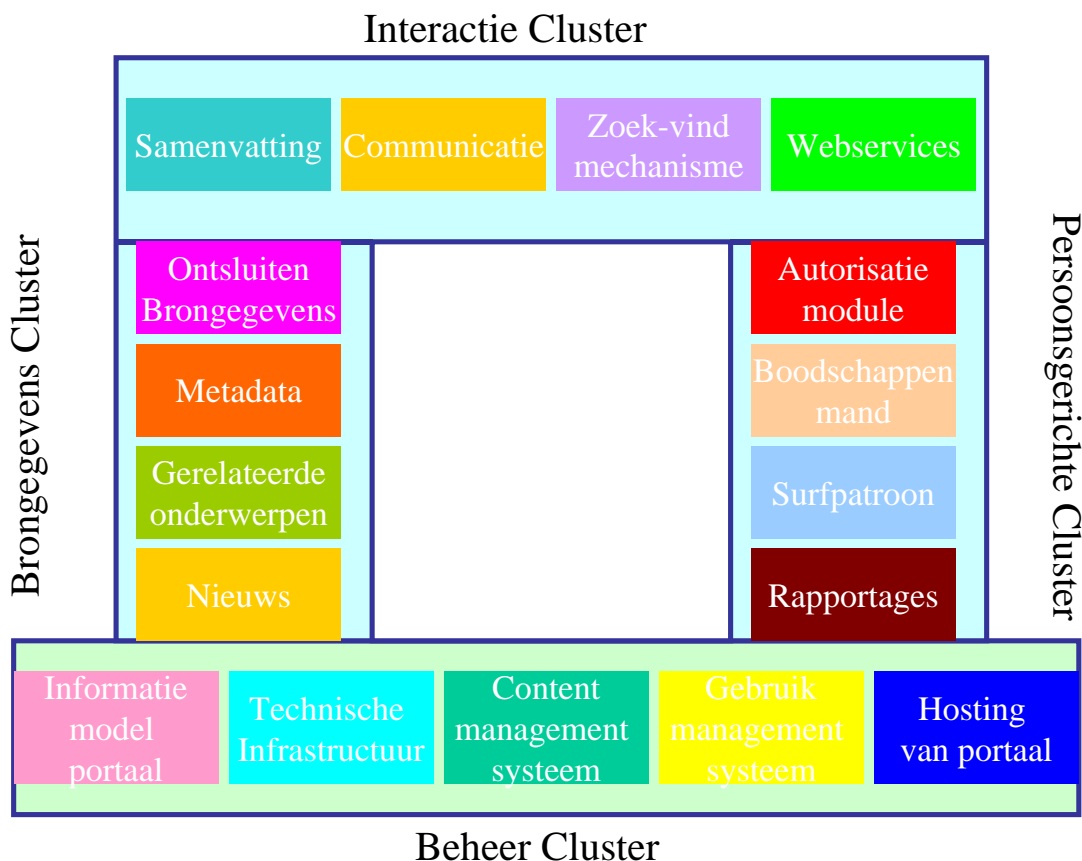 Interactie Cluster
Samenvatting
Communicatie
Zoek-vind
mechanisme
Webservices
Brongegevens Cluster
Ontsluiten
Brongegevens
Metadata
Gerelateerde
onderwerpen
Nieuws
Autorisatie
module
Boodschappen
mand
Surfpatroon
Rapportages
Persoonsgerichte Cluster
Informatie
model
portaal
Technische
Infrastructuur
Content
management
systeem
Gebruik
management
systeem
Hosting
van portaal
Beheer Cluster